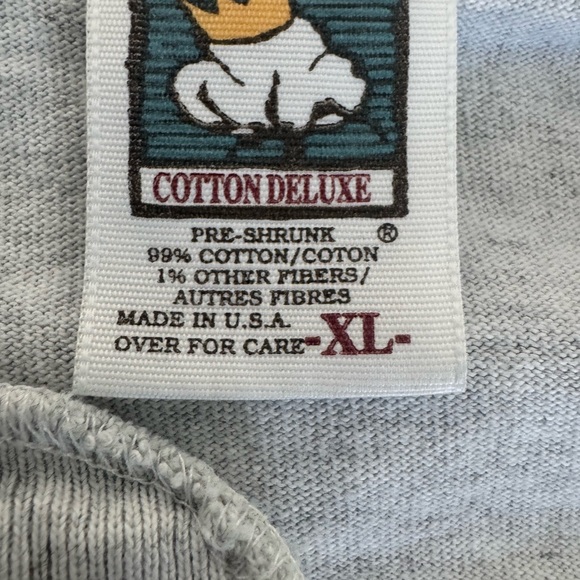 COTTON DELUXE
PRE-SHRUNK ®
99% COTTON/COTON
1% OTHER FIBERS/
AUTRES FIBRES
MADE IN U.S.A.
OVER FOR CARE -XL-